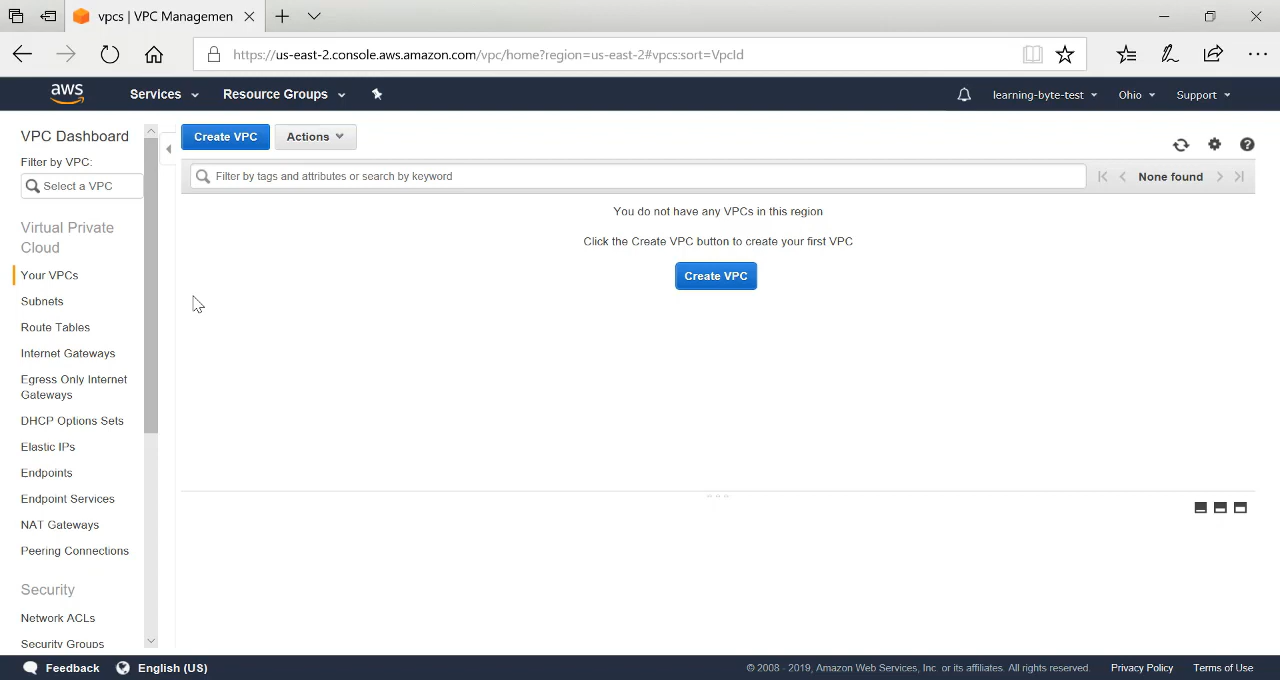 vpcs | VPC Managemen
https://us-east-2.console.aws.amazon.com/vpc/home?region=us-east-2#vpcs:sort=VpcId
aws
Services
Resource Groups
learning-byte-test
Ohio
Support
VPC Dashboard
Filter by VPC:
Select a VPC
Virtual Private
Cloud
Your VPCs
Subnets
Route Tables
Internet Gateways
Egress Only Internet
Gateways
DHCP Options Sets
Elastic IPs
Endpoints
Endpoint Services
NAT Gateways
Peering Connections
Security
Network ACLs
Security Groups
Create VPC
Actions
Filter by tags and attributes or search by keyword
None found
You do not have any VPCs in this region
Click the Create VPC button to create your first VPC
Create VPC
Feedback
English (US)
© 2008 - 2019, Amazon Web Services, Inc. or its affiliates. All rights reserved.
Privacy Policy
Terms of Use